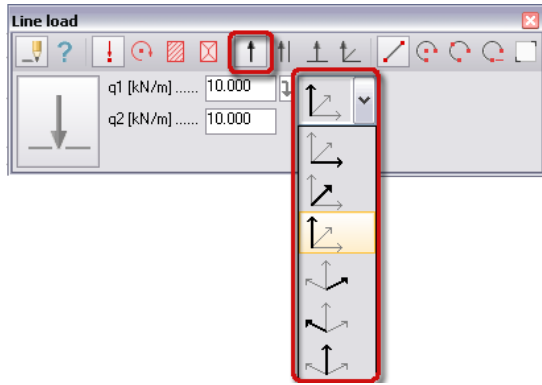 Line load
?
q1 [kN/m] ...... 10.000
q2 [kN/m] ...... 10.000